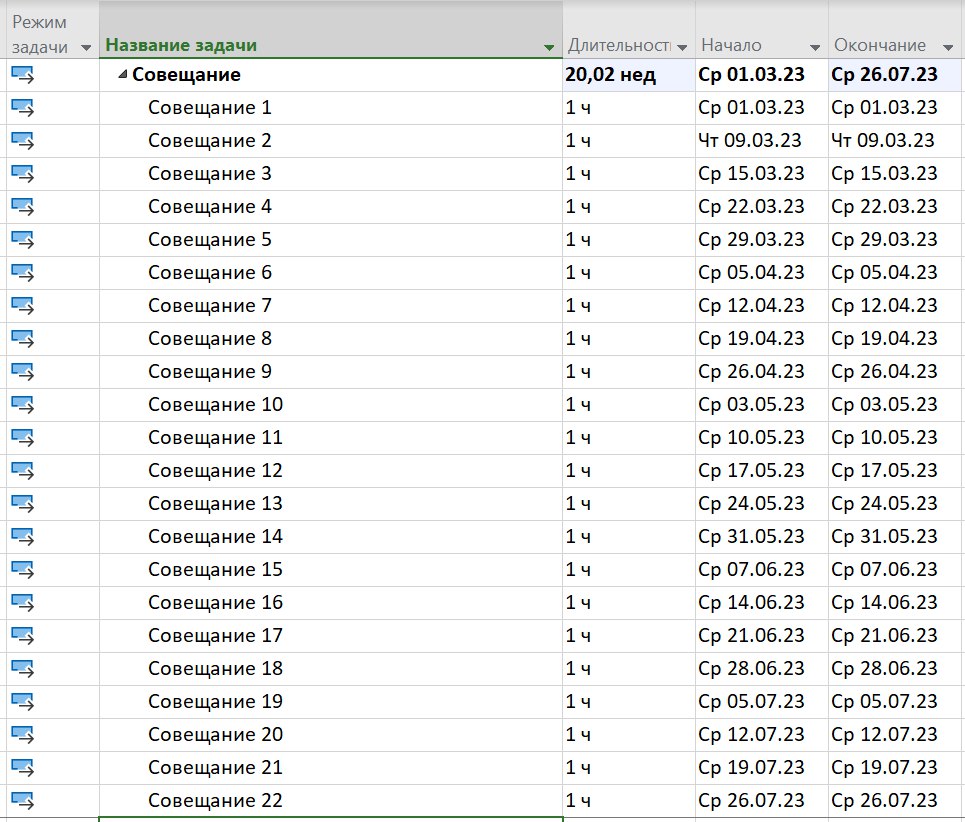 Режим
задачи Название задачи Длительност Начало Окончание
Совещание 20,02 нед Ср 01.03.23 Ср 26.07.23
Совещание 1 1 ч Ср 01.03.23 Ср 01.03.23
Совещание 2 1 ч Чт 09.03.23 Чт 09.03.23
Совещание 3 1 ч Ср 15.03.23 Ср 15.03.23
Совещание 4 1 ч Ср 22.03.23 Ср 22.03.23
Совещание 5 1 ч Ср 29.03.23 Ср 29.03.23
Совещание 6 1 ч Ср 05.04.23 Ср 05.04.23
Совещание 7 1 ч Ср 12.04.23 Ср 12.04.23
Совещание 8 1 ч Ср 19.04.23 Ср 19.04.23
Совещание 9 1 ч Ср 26.04.23 Ср 26.04.23
Совещание 10 1 ч Ср 03.05.23 Ср 03.05.23
Совещание 11 1 ч Ср 10.05.23 Ср 10.05.23
Совещание 12 1 ч Ср 17.05.23 Ср 17.05.23
Совещание 13 1 ч Ср 24.05.23 Ср 24.05.23
Совещание 14 1 ч Ср 31.05.23 Ср 31.05.23
Совещание 15 1 ч Ср 07.06.23 Ср 07.06.23
Совещание 16 1 ч Ср 14.06.23 Ср 14.06.23
Совещание 17 1 ч Ср 21.06.23 Ср 21.06.23
Совещание 18 1 ч Ср 28.06.23 Ср 28.06.23
Совещание 19 1 ч Ср 05.07.23 Ср 05.07.23
Совещание 20 1 ч Ср 12.07.23 Ср 12.07.23
Совещание 21 1 ч Ср 19.07.23 Ср 19.07.23
Совещание 22 1 ч Ср 26.07.23 Ср 26.07.23